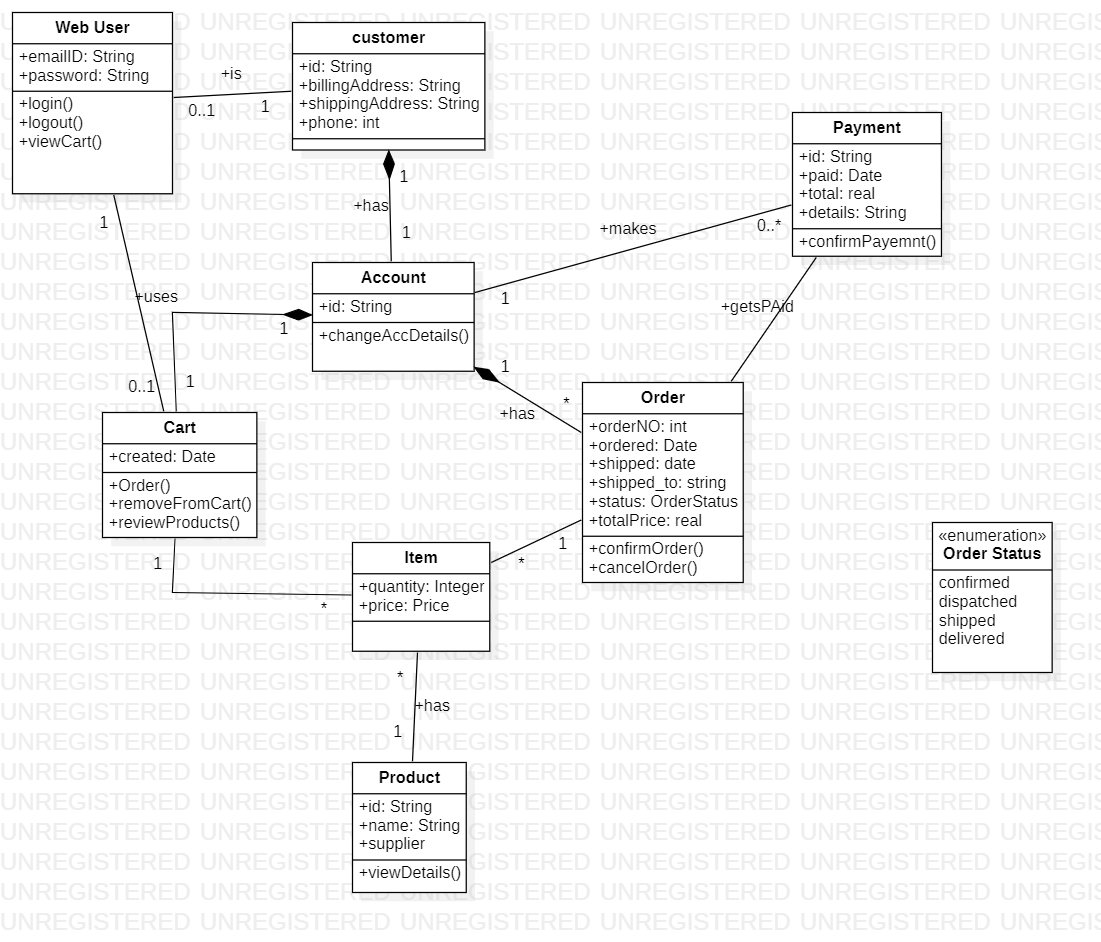 Web User
+emailID: String
+password: String
+login()
+logout()
+viewCart()
+is
0..1
1
customer
+id: String
+billingAddress: String
+shippingAddress: String
+phone: int
1
+has
1
Payment
+id: String
+paid: Date
+total: real
+details: String
+confirmPayemnt()
+makes
0..*
1
1
+uses
0..1
Account
+id: String
+changeAccDetails()
1
1
+getsPAid
1
+has
*
Cart
+created: Date
+Order()
+removeFromCart()
+reviewProducts()
Order
+orderNO: int
+ordered: Date
+shipped: date
+shipped_to: string
+status: OrderStatus
+totalPrice: real
+confirmOrder()
+cancelOrder()
1
*
1
*
Item
+quantity: Integer
+price: Price
«enumeration»
Order Status
confirmed
dispatched
shipped
delivered
*
+has
1
Product
+id: String
+name: String
+supplier
+viewDetails()
UNREGISTERED